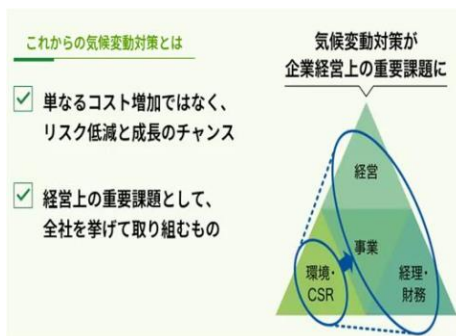 これからの気候変動対策とは
単なるコスト増加ではなく、
リスク低減と成長のチャンス
経営上の重要課題として、
全社を挙げて取り組むもの
気候変動対策が
企業経営上の重要課題に
経営
事業
環境・
CSR
経理・
財務